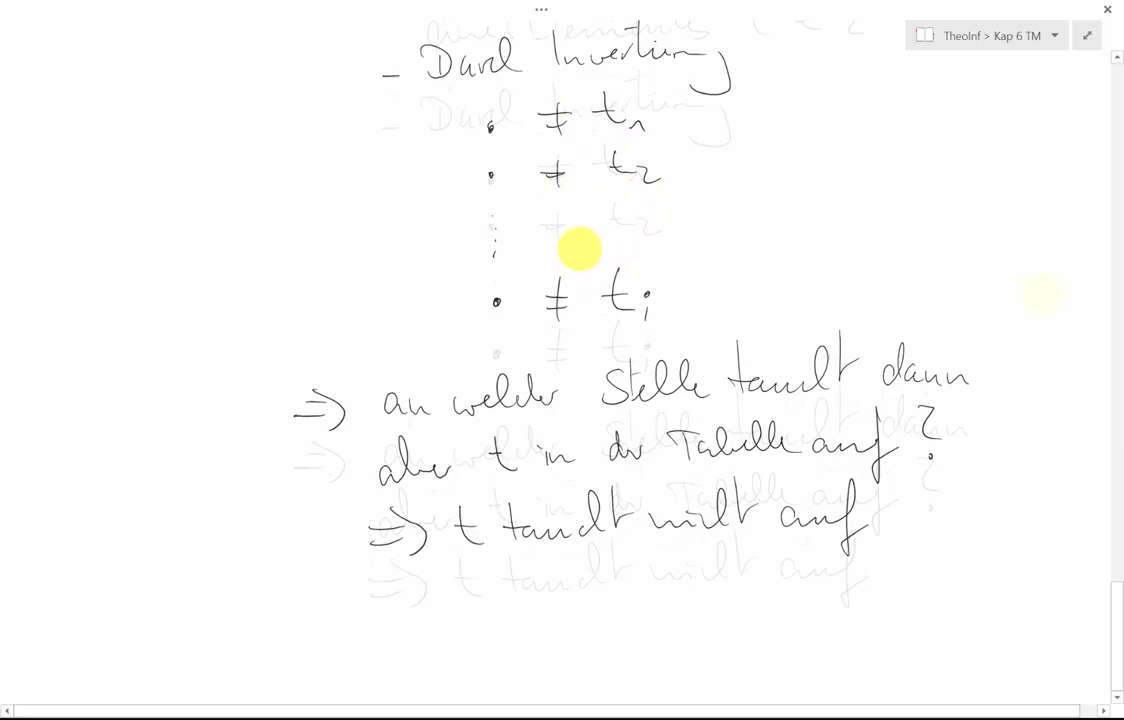 TheoInf > Kap 6 TM
- Durch Invertierung
• ≠ t₁
• ≠ t₂
⋮
• ≠ tᵢ
⇒ an welcher Stelle taucht dann
aber t in der Tabelle auf?
⇒ t taucht nicht auf